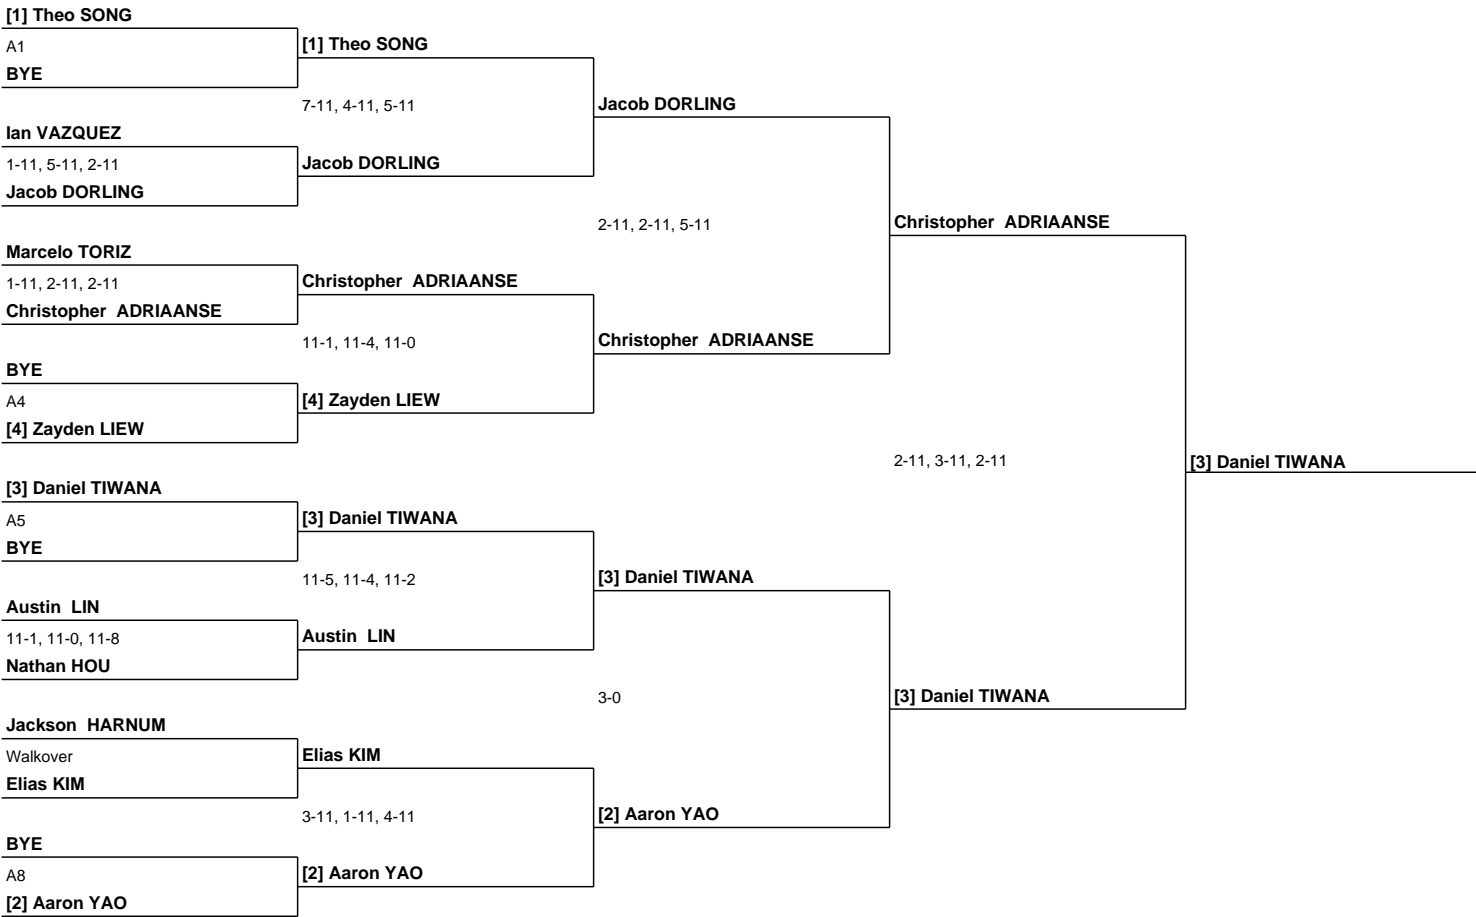 [1] Theo SONG
A1
[1] Theo SONG
BYE
7-11, 4-11, 5-11
Jacob DORLING
Ian VAZQUEZ
1-11, 5-11, 2-11
Jacob DORLING
Jacob DORLING
2-11, 2-11, 5-11
Christopher ADRIAANSE
Marcelo TORIZ
1-11, 2-11, 2-11
Christopher ADRIAANSE
Christopher ADRIAANSE
11-1, 11-4, 11-0
Christopher ADRIAANSE
BYE
A4
[4] Zayden LIEW
[4] Zayden LIEW
2-11, 3-11, 2-11
[3] Daniel TIWANA
[3] Daniel TIWANA
A5
[3] Daniel TIWANA
BYE
11-5, 11-4, 11-2
[3] Daniel TIWANA
Austin LIN
11-1, 11-0, 11-8
Austin LIN
Nathan HOU
3-0
[3] Daniel TIWANA
Jackson HARNUM
Walkover
Elias KIM
Elias KIM
3-11, 1-11, 4-11
[2] Aaron YAO
BYE
A8
[2] Aaron YAO
[2] Aaron YAO